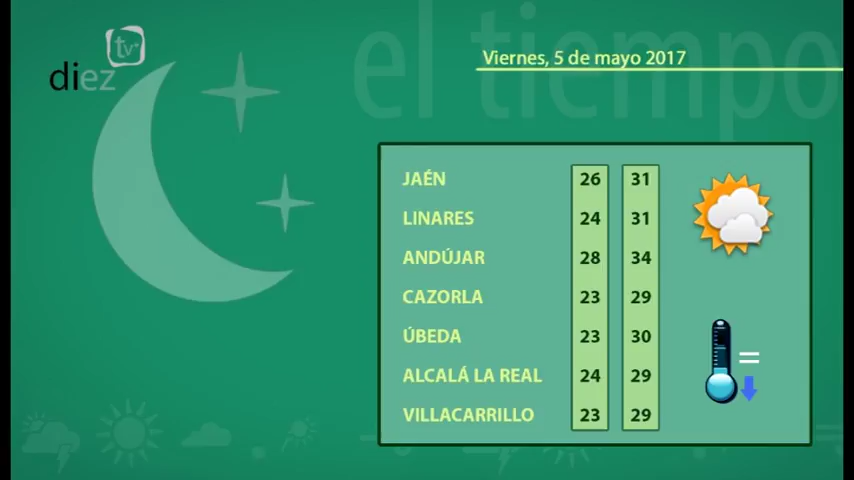 tv
diez
el tiempo
Viernes, 5 de mayo 2017
JAÉN 26 31
LINARES 24 31
ANDÚJAR 28 34
CAZORLA 23 29
ÚBEDA 23 30
ALCALÁ LA REAL 24 29
VILLACARRILLO 23 29